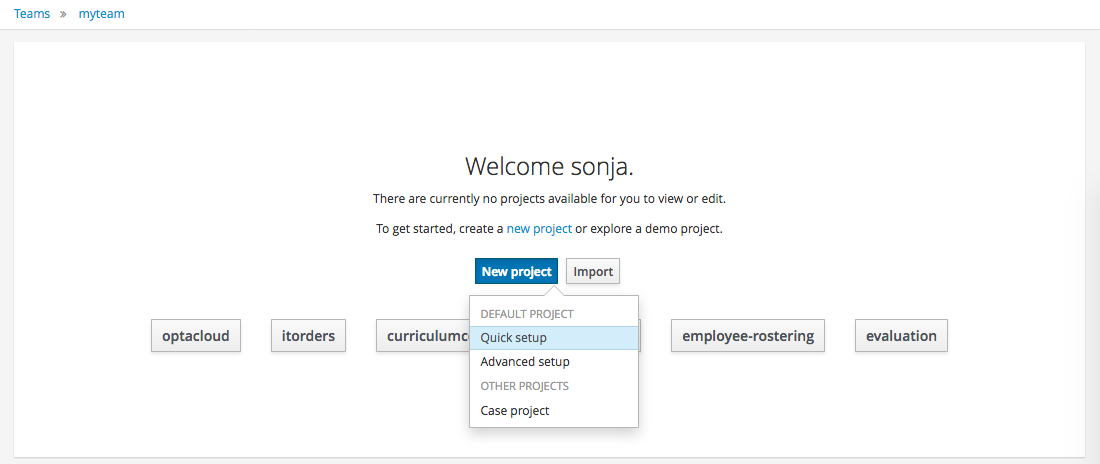 Teams » myteam
Welcome sonja.
There are currently no projects available for you to view or edit.
To get started, create a new project or explore a demo project.
New project Import
DEFAULT PROJECT
optacloud itorders Quick setup employee-rostering evaluation
Advanced setup
OTHER PROJECTS
Case project